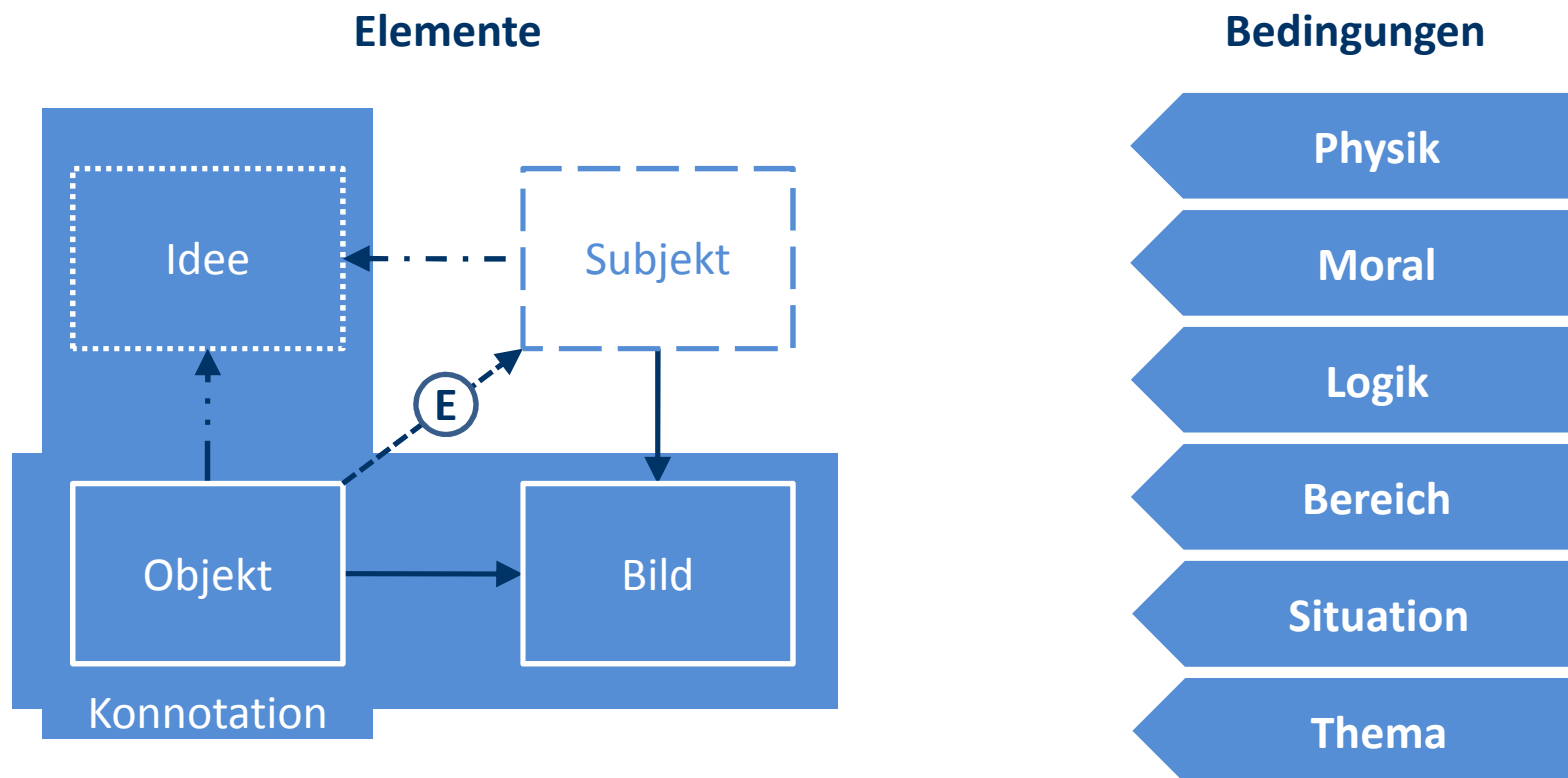 Elemente
Bedingungen
Idee
Subjekt
E
Objekt
Bild
Konnotation
Physik
Moral
Logik
Bereich
Situation
Thema